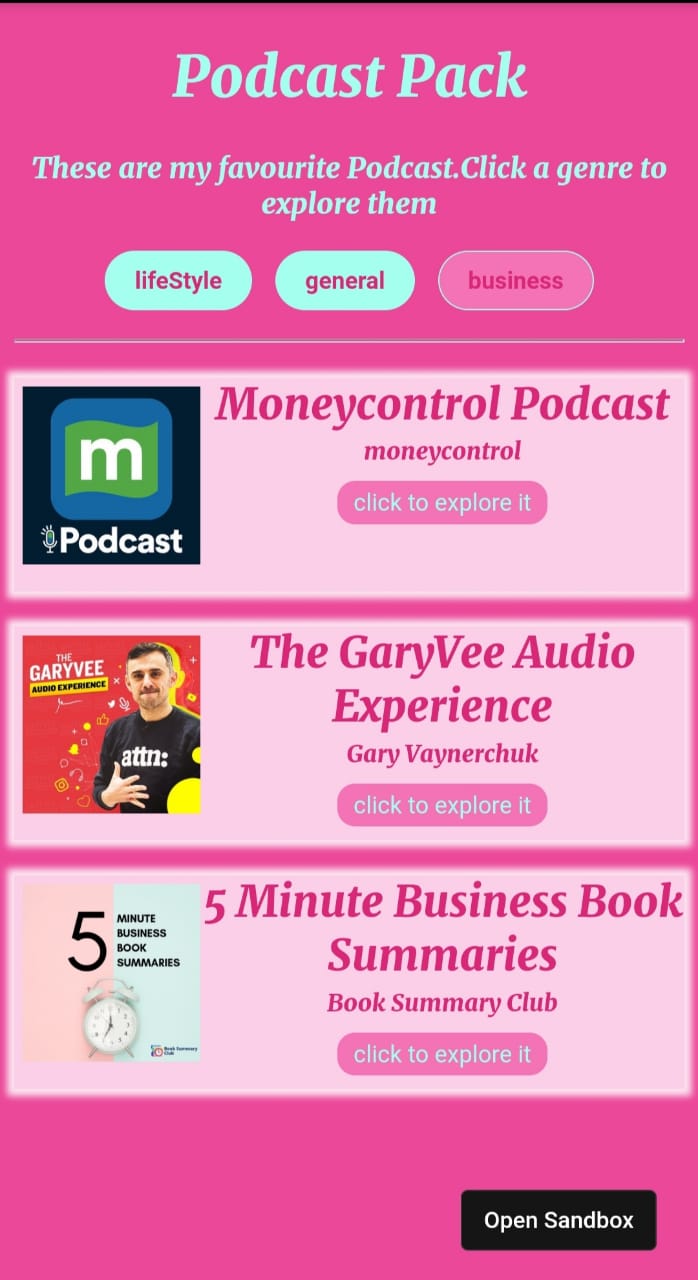 Podcast Pack
These are my favourite Podcast.Click a genre to
explore them
lifeStyle
general
business
m
Podcast
Moneycontrol Podcast
moneycontrol
click to explore it
THE
GARYVEE
AUDIO EXPERIENCE
attn:
The GaryVee Audio
Experience
Gary Vaynerchuk
click to explore it
5
MINUTE
BUSINESS
BOOK
SUMMARIES
Book Summary
Club
5 Minute Business Book
Summaries
Book Summary Club
click to explore it
Open Sandbox